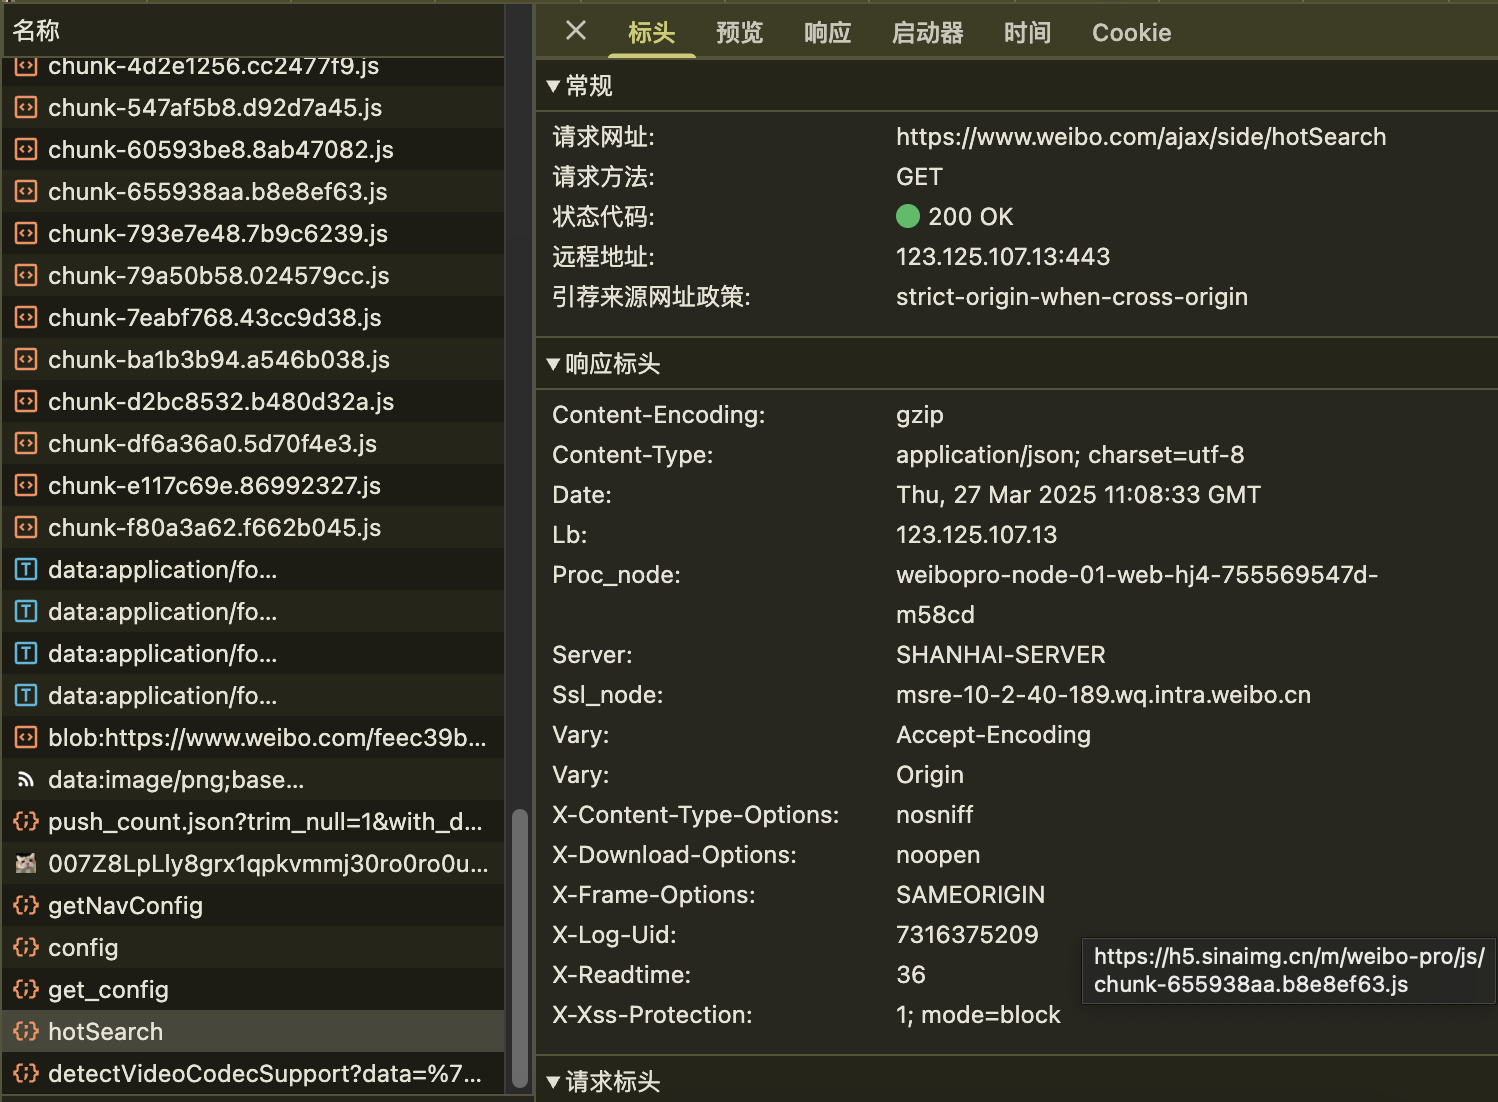 名称
chunk-4d2e1256.cc2477f9.js
chunk-547af5b8.d92d7a45.js
chunk-60593be8.8ab47082.js
chunk-655938aa.b8e8ef63.js
chunk-793e7e48.7b9c6239.js
chunk-79a50b58.024579cc.js
chunk-7eabf768.43cc9d38.js
chunk-ba1b3b94.a546b038.js
chunk-d2bc8532.b480d32a.js
chunk-df6a36a0.5d70f4e3.js
chunk-e117c69e.86992327.js
chunk-f80a3a62.f662b045.js
data:application/fo...
data:application/fo...
data:application/fo...
data:application/fo...
blob:https://www.weibo.com/feec39b...
data:image/png;base...
push_count.json?trim_null=1&with_d...
007Z8LpLly8grx1qpkvmmj30ro0ro0u...
getNavConfig
config
get_config
hotSearch
detectVideoCodecSupport?data=%7...
标头 预览 响应 启动器 时间 Cookie
常规
请求网址: https://www.weibo.com/ajax/side/hotSearch
请求方法: GET
状态代码: 200 OK
远程地址: 123.125.107.13:443
引荐来源网址政策: strict-origin-when-cross-origin
响应标头
Content-Encoding: gzip
Content-Type: application/json; charset=utf-8
Date: Thu, 27 Mar 2025 11:08:33 GMT
Lb: 123.125.107.13
Proc_node: weibopro-node-01-web-hj4-755569547d-
m58cd
Server: SHANHAI-SERVER
Ssl_node: msre-10-2-40-189.wq.intra.weibo.cn
Vary: Accept-Encoding
Vary: Origin
X-Content-Type-Options: nosniff
X-Download-Options: noopen
X-Frame-Options: SAMEORIGIN
X-Log-Uid: 7316375209
X-Readtime: 36
X-Xss-Protection: 1; mode=block
https://h5.sinaimg.cn/m/weibo-pro/js/
chunk-655938aa.b8e8ef63.js
请求标头